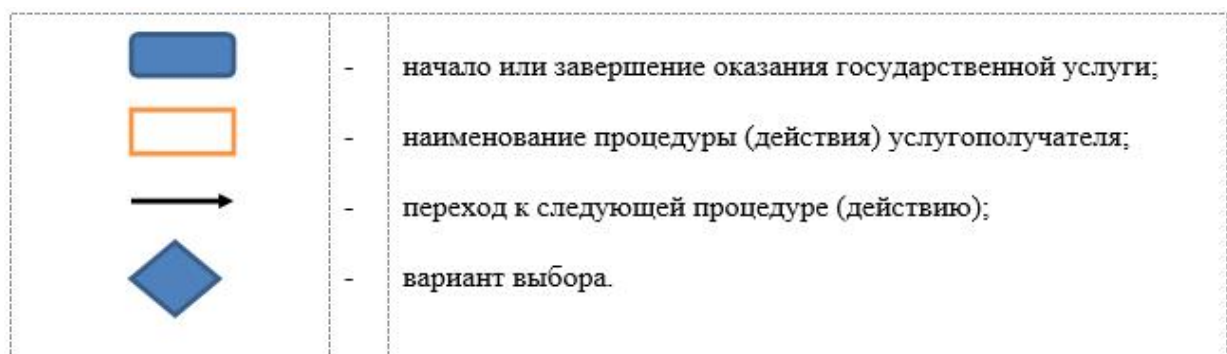 - начало или завершение оказания государственной услуги;
- наименование процедуры (действия) услугополучателя;
- переход к следующей процедуре (действию);
- вариант выбора.